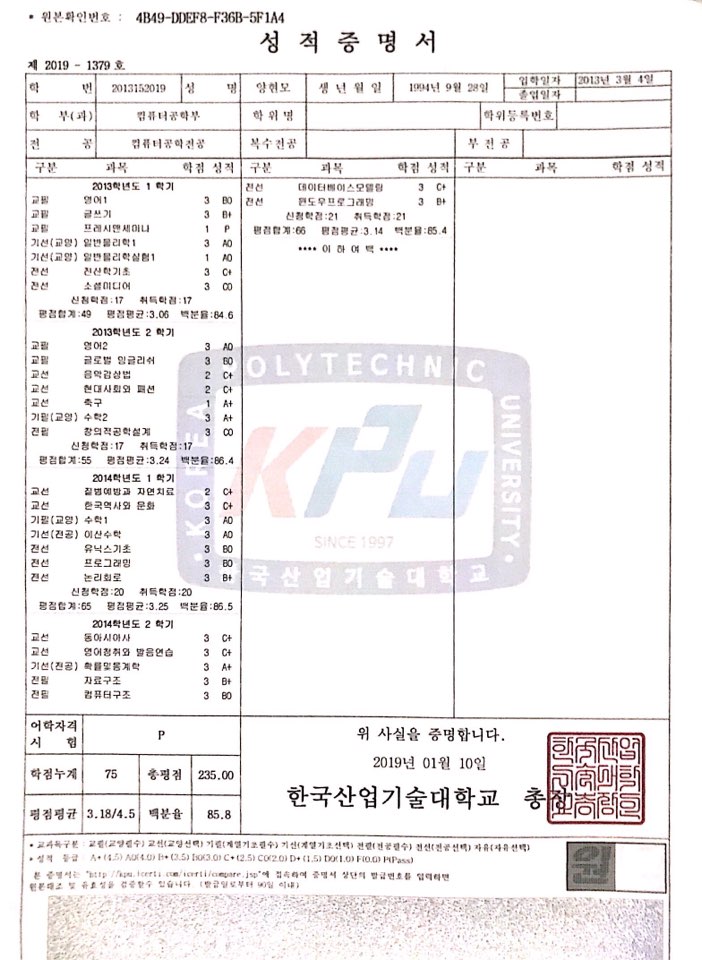 * 원본확인번호 : 4B49-DDEF8-F36B-5F1A4
성적증명서
제 2019 - 1379 호
학 번 2013152019 성 명 양현모 생년월일 1994년 9월 28일 입학일자 2013년 3월 4일
졸업일자
학 부(과) 컴퓨터공학부 학위명 학위등록번호
전 공 컴퓨터공학전공 복수전공 부전공
구분 과목 학점 성적 구분 과목 학점 성적 구분 과목 학점 성적
2013학년도 1 학기
교필 영어1 3 B0
교필 글쓰기 3 B+
교필 프레시맨세미나 1 P
기선(교양) 일반물리학1 3 A0
기선(교양) 일반물리학실험1 1 A0
전선 전산학기초 3 C+
전선 소셜미디어 3 C0
신청학점:17 취득학점:17
평점합계:49 평점평균:3.06 백분율:84.6
2013학년도 2 학기
교필 영어2 3 A0
교필 글로벌 잉글리쉬 3 B0
교선 음악감상법 2 C+
교선 현대사회와 패션 2 C+
교선 축구 1 A+
기필(교양) 수학2 3 A+
전필 창의적공학설계 3 C0
신청학점:17 취득학점:17
평점합계:55 평점평균:3.24 백분율:86.4
2014학년도 1 학기
교선 질병예방과 자연치료 2 C+
교선 한국역사와 문화 3 C+
기필(교양) 수학1 3 A0
기선(전공) 이산수학 3 A0
전선 유닉스기초 3 B0
전필 프로그래밍 3 B0
전필 논리회로 3 B+
신청학점:20 취득학점:20
평점합계:65 평점평균:3.25 백분율:86.5
2014학년도 2 학기
교선 동아시아사 3 C+
교선 영어청취와 발음연습 3 C+
기선(전공) 확률및통계학 3 A+
전필 자료구조 3 B+
전필 컴퓨터구조 3 B0
전선 데이터베이스모델링 3 C+
전선 윈도우프로그래밍 3 B+
신청학점:21 취득학점:21
평점합계:66 평점평균:3.14 백분율:85.4
**** 이 하 여 백 ****
KOREA POLYTECHNIC UNIVERSITY
KPU
SINCE 1997
한국산업기술대학교
어학자격
시 험 P
학점누계 75 총평점 235.00
평점평균 3.18/4.5 백분율 85.8
위 사실을 증명합니다.
2019년 01월 10일
한국산업기술대학교 총장
* 교과목구분 : 교필(교양필수) 교선(교양선택) 기필(계열기초필수) 기선(계열기초선택) 전필(전공필수) 전선(전공선택) 자유(자유선택)
* 성적 등급 : A+(4.5) A0(4.0) B+(3.5) B0(3.0) C+(2.5) C0(2.0) D+(1.5) D0(1.0) F(0.0) P(Pass)
본 증명서는 "http://kpu.icerti.com/icerti/compare.jsp"에 접속하여 증명서 상단의 발급번호를 입력하면
원본대조 및 유효성을 검증할수 있습니다. (발급일로부터 90일 이내)
원